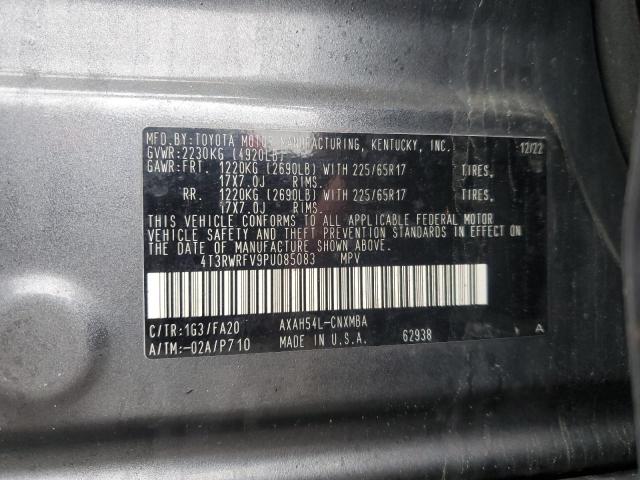 MFD.BY:TOYOTA MOTOR MANUFACTURING, KENTUCKY, INC. 12/22
GVWR:2230KG (4920LB)
GAWR:FRT. 1220KG (2690LB) WITH 225/65R17 TIRES,
17X7.0J RIMS.
RR. 1220KG (2690LB) WITH 225/65R17 TIRES,
17X7.0J RIMS.
THIS VEHICLE CONFORMS TO ALL APPLICABLE FEDERAL MOTOR
VEHICLE SAFETY AND THEFT PREVENTION STANDARDS IN EFFECT ON
THE DATE OF MANUFACTURE SHOWN ABOVE.
4T3RWRFV9PU085083 MPV
C/TR:1G3/FA20 AXAH54L-CNXMBA A
A/TM:-02A/P710 MADE IN U.S.A. 62938